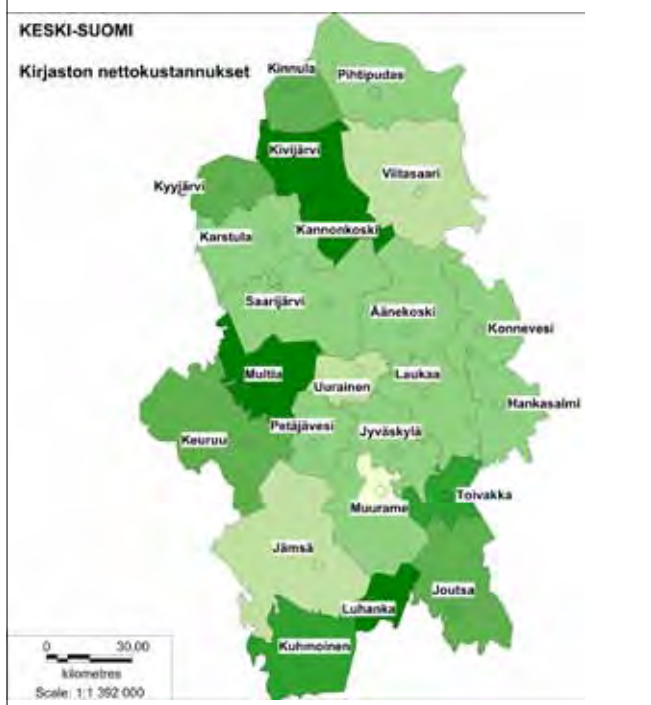 KESKI-SUOMI
Kirjaston nettokustannukset
Kinnula
Pihtipudas
Kivijärvi
Viitasaari
Kyyjärvi
Kannonkoski
Karstula
Saarijärvi
Äänekoski
Konnevesi
Multia
Uurainen
Laukaa
Hankasalmi
Petäjävesi
Jyväskylä
Keuruu
Toivakka
Muurame
Jämsä
Joutsa
Luhanka
Kuhmoinen
0 30,00
kilometres
Scale: 1:1 392 000